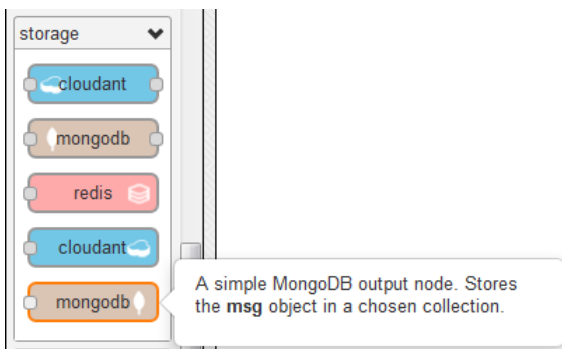 storage
cloudant
mongodb
redis
cloudant
mongodb
A simple MongoDB output node. Stores
the msg object in a chosen collection.